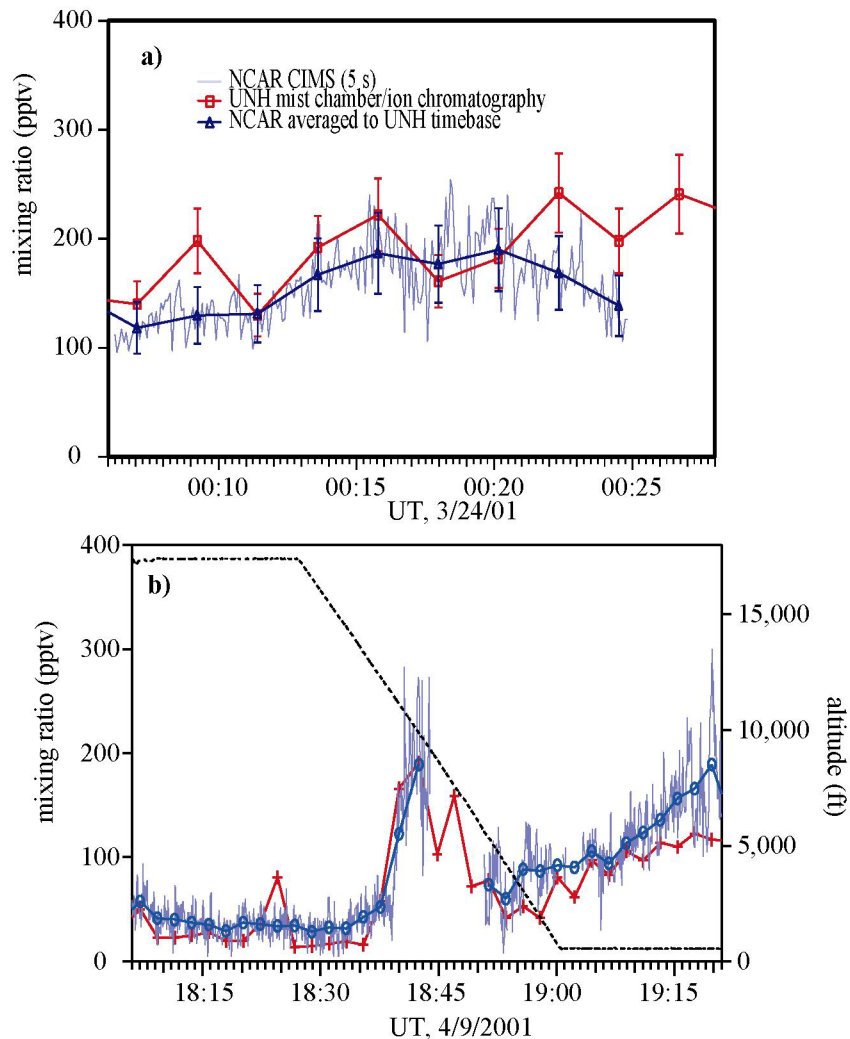 400
a)
NCAR CIMS (5 s)
UNH mist chamber/ion chromatography
NCAR averaged to UNH timebase
300
200
100
0
mixing ratio (pptv)
00:10 00:15 00:20 00:25
UT, 3/24/01
400
b)
300
200
100
0
mixing ratio (pptv)
15,000
10,000
5,000
0
altitude (ft)
18:15 18:30 18:45 19:00 19:15
UT, 4/9/2001